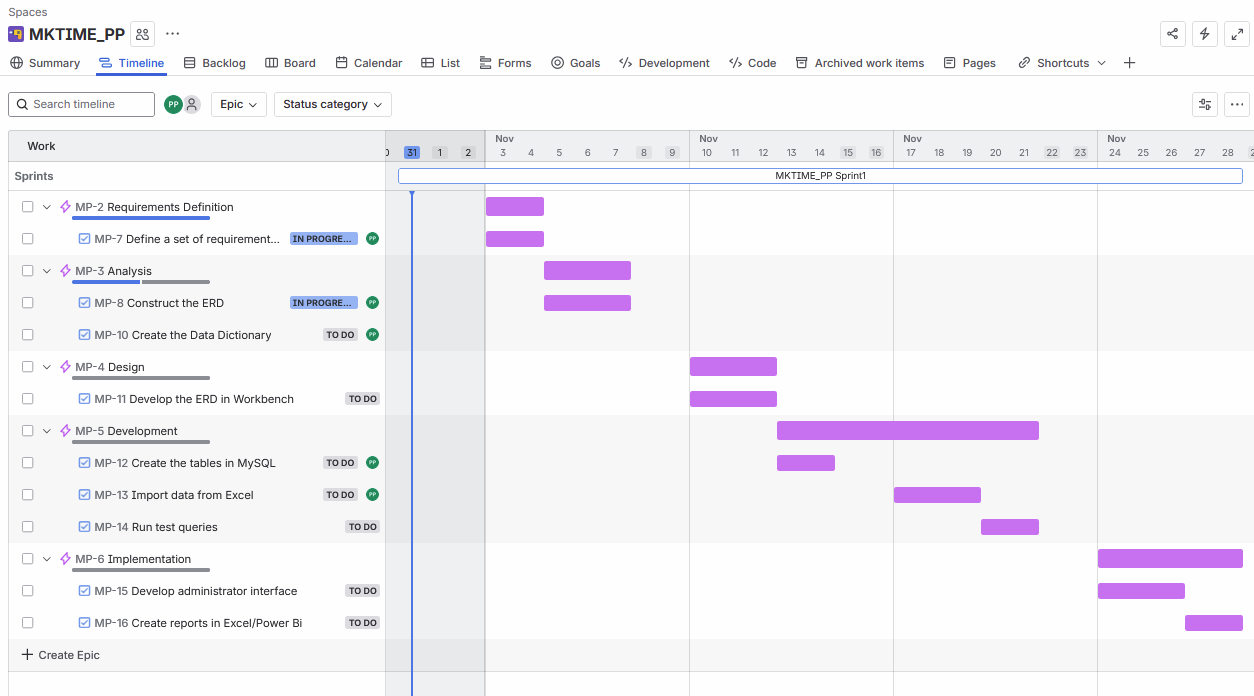 Spaces
MKTIME_PP
Summary Timeline Backlog Board Calendar List Forms Goals Development Code Archived work items Pages Shortcuts
Search timeline PP Epic Status category
Work
Nov Nov Nov Nov
0 31 1 2 3 4 5 6 7 8 9 10 11 12 13 14 15 16 17 18 19 20 21 22 23 24 25 26 27 28 2
Sprints MKTIME_PP Sprint1
MP-2 Requirements Definition
MP-7 Define a set of requirement... IN PROGRE... PP
MP-3 Analysis
MP-8 Construct the ERD IN PROGRE... PP
MP-10 Create the Data Dictionary TO DO PP
MP-4 Design
MP-11 Develop the ERD in Workbench TO DO
MP-5 Development
MP-12 Create the tables in MySQL TO DO PP
MP-13 Import data from Excel TO DO PP
MP-14 Run test queries TO DO
MP-6 Implementation
MP-15 Develop administrator interface TO DO
MP-16 Create reports in Excel/Power Bi TO DO
Create Epic